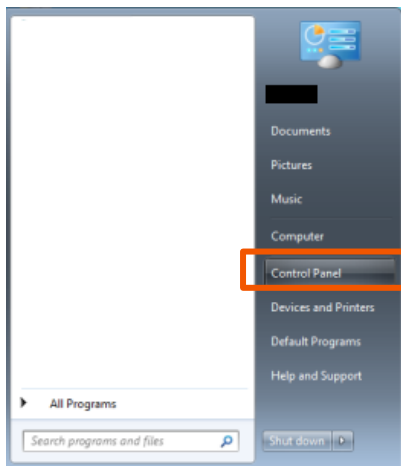 Documents
Pictures
Music
Computer
Control Panel
Devices and Printers
Default Programs
Help and Support
All Programs
Search programs and files
Shut down